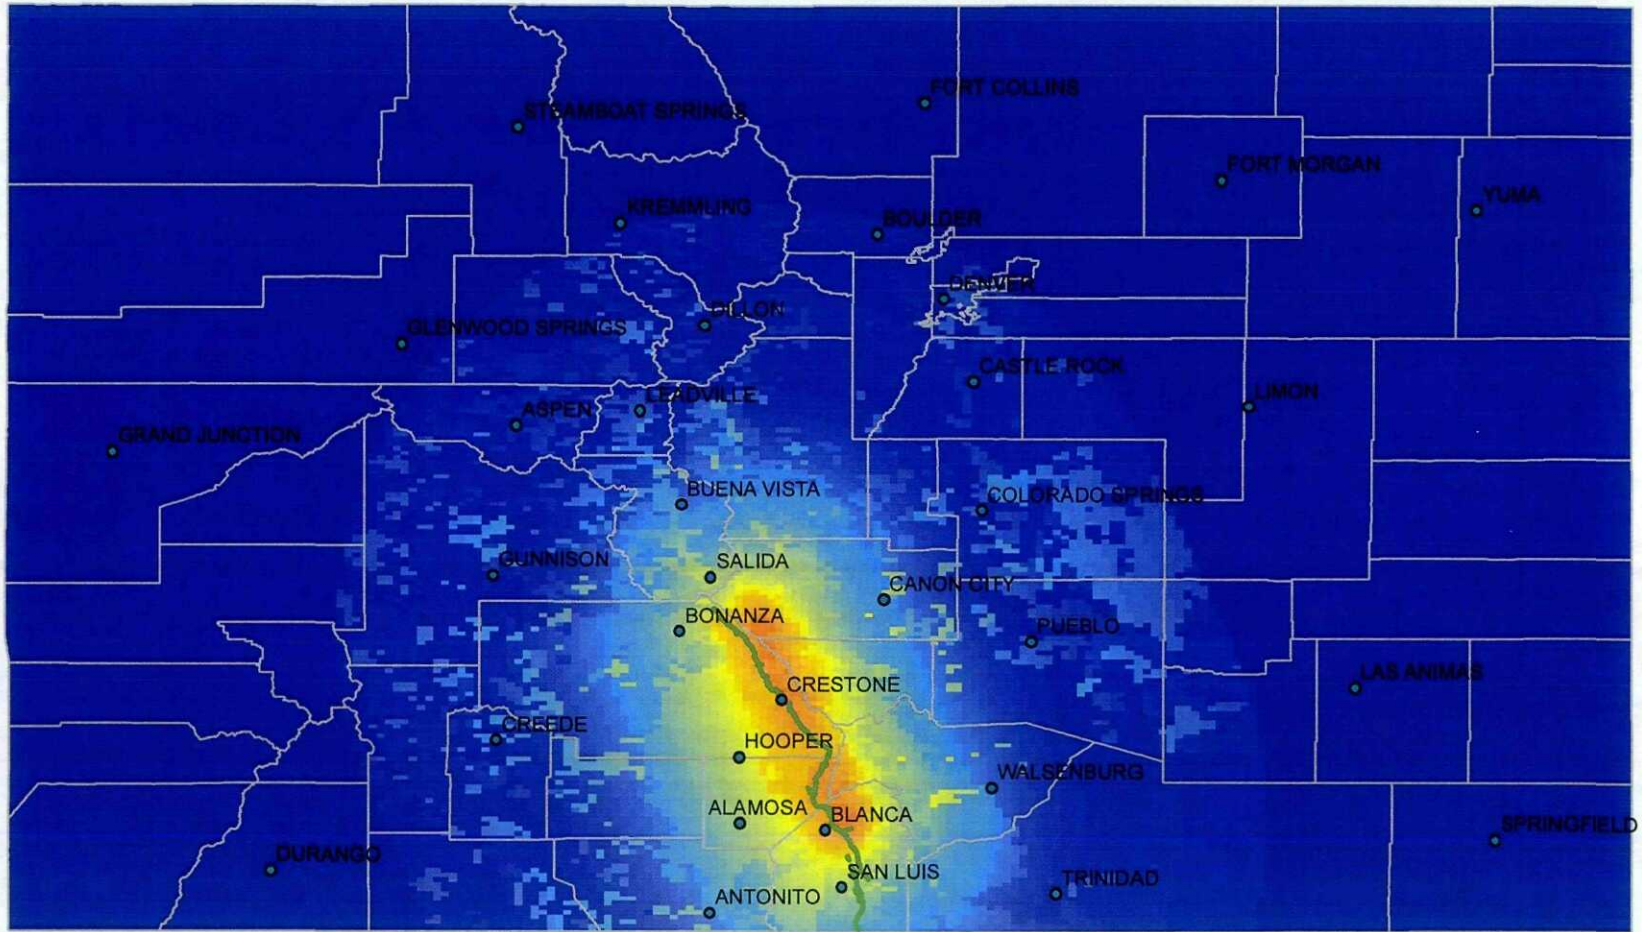 FORT COLLINS
STEAMBOAT SPRINGS
FORT MORGAN
YUMA
KREMMLING
BOULDER
DENVER
DILLON
GLENWOOD SPRINGS
CASTLE ROCK
LIMON
LEADVILLE
ASPEN
GRAND JUNCTION
BUENA VISTA
COLORADO SPRINGS
GUNNISON
SALIDA
CANON CITY
BONANZA
PUEBLO
LAS ANIMAS
CRESTONE
CREEDE
HOOPER
WALSENBURG
ALAMOSA
BLANCA
SPRINGFIELD
DURANGO
SAN LUIS
TRINIDAD
ANTONITO